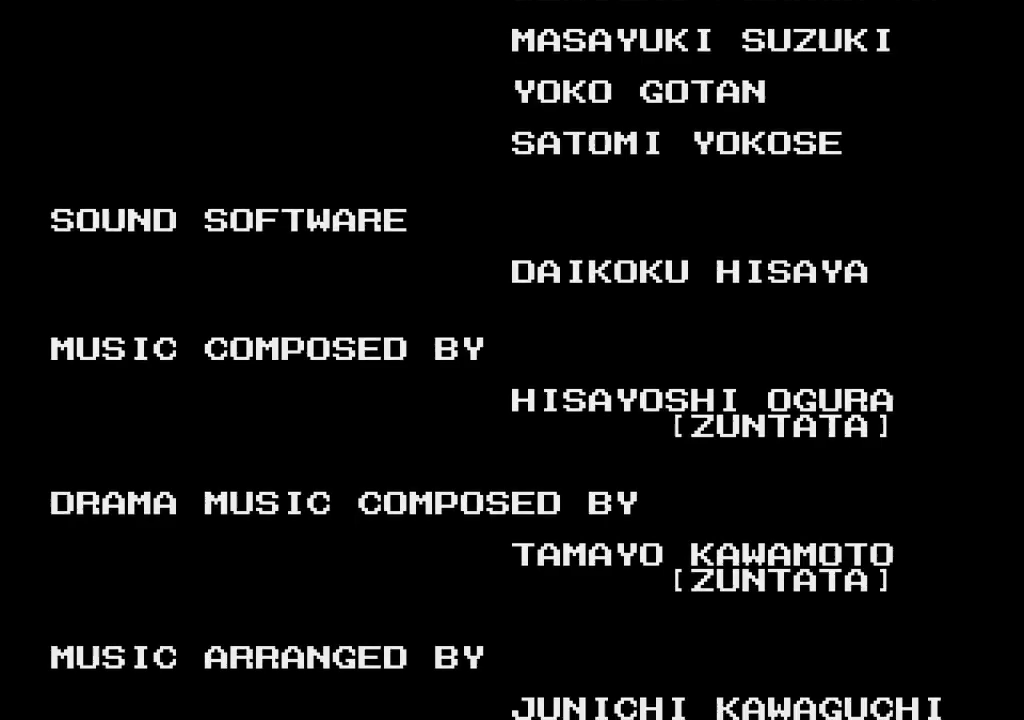 MASAYUKI SUZUKI
YOKO GOTAN
SATOMI YOKOSE
SOUND SOFTWARE
DAIKOKU HISAYA
MUSIC COMPOSED BY
HISAYOSHI OGURA
[ZUNTATA]
DRAMA MUSIC COMPOSED BY
TAMAYO KAWAMOTO
[ZUNTATA]
MUSIC ARRANGED BY
JUNICHI KAWAGUCHI